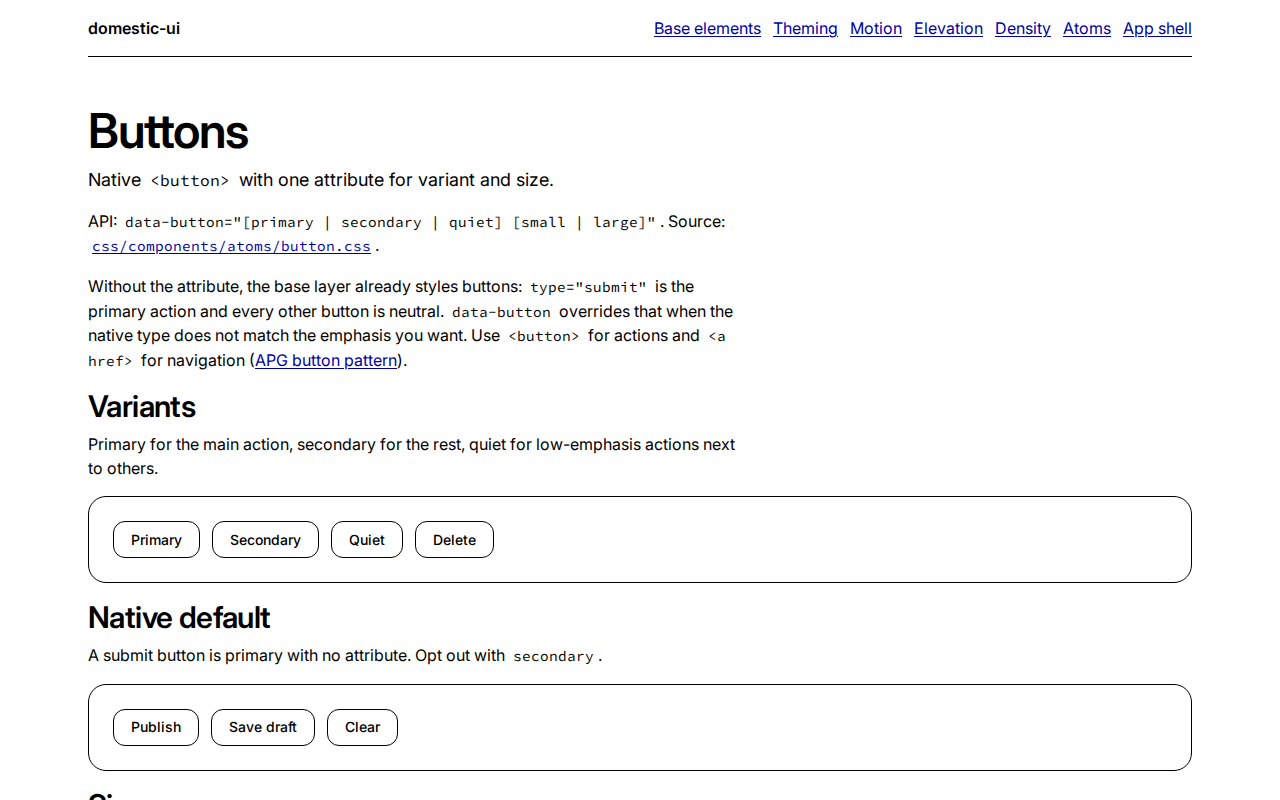 domestic-ui
Base elements Theming Motion Elevation Density Atoms App shell
Buttons
Native <button> with one attribute for variant and size.
API: data-button="[primary | secondary | quiet] [small | large]" . Source:
css/components/atoms/button.css .
Without the attribute, the base layer already styles buttons: type="submit" is the
primary action and every other button is neutral. data-button overrides that when the
native type does not match the emphasis you want. Use <button> for actions and <a
href> for navigation (APG button pattern).
Variants
Primary for the main action, secondary for the rest, quiet for low-emphasis actions next
to others.
Primary Secondary Quiet Delete
Native default
A submit button is primary with no attribute. Opt out with secondary .
Publish Save draft Clear